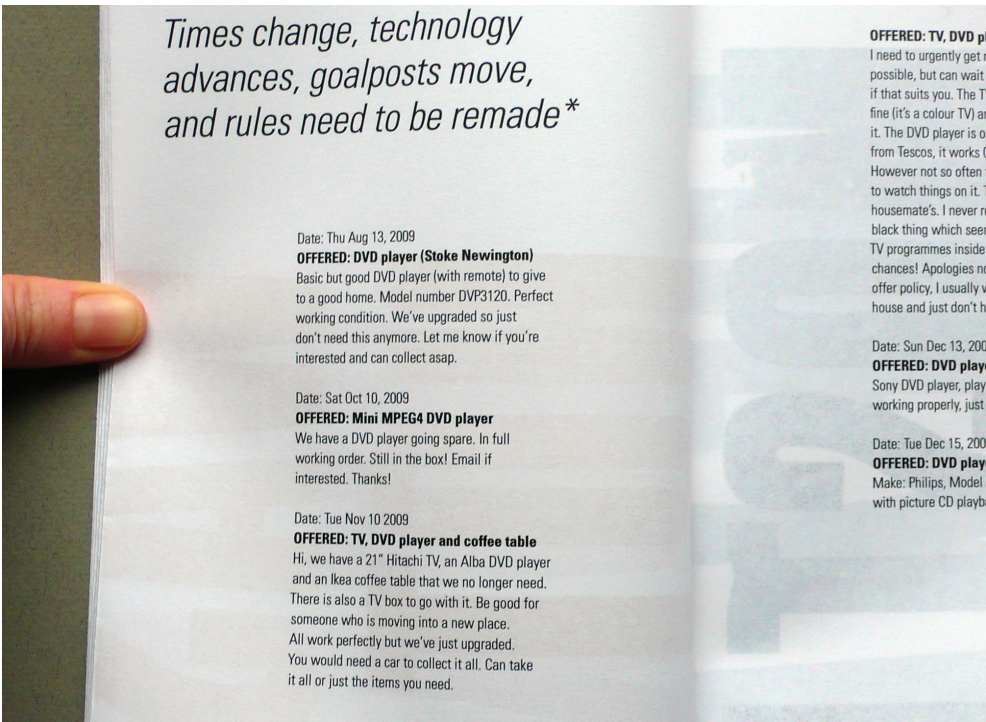 Times change, technology
advances, goalposts move,
and rules need to be remade*
Date: Thu Aug 13, 2009
OFFERED: DVD player (Stoke Newington)
Basic but good DVD player (with remote) to give
to a good home. Model number DVP3120. Perfect
working condition. We've upgraded so just
don't need this anymore. Let me know if you're
interested and can collect asap.
Date: Sat Oct 10, 2009
OFFERED: Mini MPEG4 DVD player
We have a DVD player going spare. In full
working order. Still in the box! Email if
interested. Thanks!
Date: Tue Nov 10 2009
OFFERED: TV, DVD player and coffee table
Hi, we have a 21" Hitachi TV, an Alba DVD player
and an Ikea coffee table that we no longer need.
There is also a TV box to go with it. Be good for
someone who is moving into a new place.
All work perfectly but we've just upgraded.
You would need a car to collect it all. Can take
it all or just the items you need.
OFFERED: TV, DVD
I need to urgently get
possible, but can wait
if that suits you. The
fine (it's a colour TV)
it. The DVD player is
from Tescos, it works
However not so often
to watch things on it.
housemate's. I never
black thing which
TV programmes inside
chances! Apologies
offer policy, I usually
house and just don't
Date: Sun Dec 13,
OFFERED: DVD
Sony DVD player,
working properly, just
Date: Tue Dec 15,
OFFERED: DVD
Make: Philips, Model
with picture CD